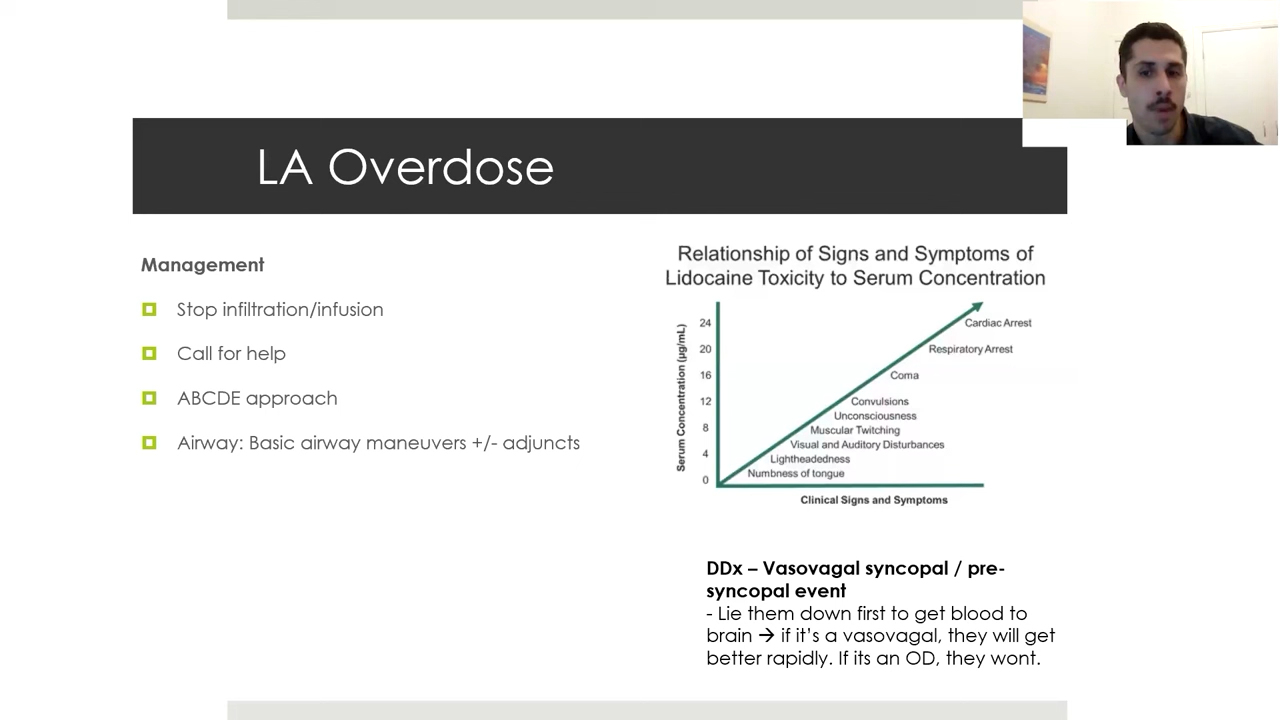 LA Overdose
Management
Stop infiltration/infusion
Call for help
ABCDE approach
Airway: Basic airway maneuvers +/- adjuncts
Relationship of Signs and Symptoms of
Lidocaine Toxicity to Serum Concentration
Serum Concentration (µg/mL)
24
20
16
12
8
4
0
Cardiac Arrest
Respiratory Arrest
Coma
Convulsions
Unconsciousness
Muscular Twitching
Visual and Auditory Disturbances
Lightheadedness
Numbness of tongue
Clinical Signs and Symptoms
DDx – Vasovagal syncopal / pre-
syncopal event
- Lie them down first to get blood to
brain → if it's a vasovagal, they will get
better rapidly. If its an OD, they wont.